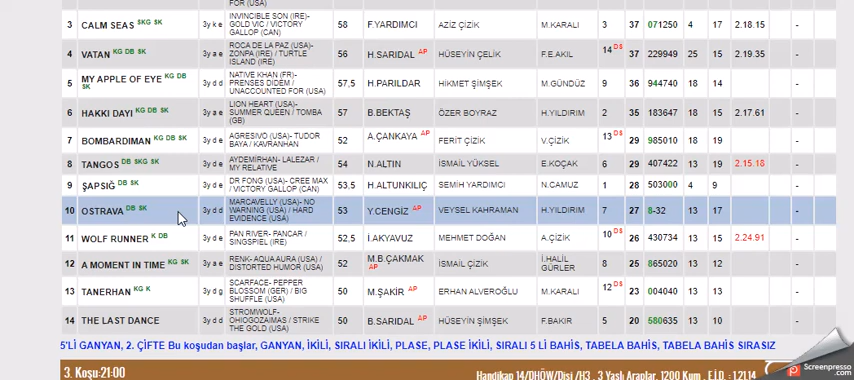 FOR (USA)
3 CALM SEAS SKG SK 3y k e INVINCIBLE SON (IRE)- GOLD VIC / VICTORY GALLOP (CAN) 58 F.YARDIMCI AZİZ ÇİZİK M.KARALI 3 37 071250 4 17 2.18.15 -
4 VATAN KG DB SK 3y a e ROCA DE LA PAZ (USA)- ZONPA (IRE) / TURTLE ISLAND (IRE) 56 H.SARIDAL AP HÜSEYİN ÇELİK F.E.AKIL 14 DS 37 229949 25 15 2.19.35 -
5 MY APPLE OF EYE KG DB SK 3y d d NATIVE KHAN (FR)- PRENSES DIDEM / UNACCOUNTED FOR (USA) 57,5 H.PARILDAR HİKMET ŞİMŞEK M.GÜNDÜZ 9 36 944740 18 14 -
6 HAKKI DAYI KG DB SK 3y a e LION HEART (USA)- SUMMER QUEEN / TOMBA (GB) 57 B.BEKTAŞ ÖZER BOYRAZ H.YILDIRIM 2 35 183647 18 15 2.17.61 -
7 BOMBARDIMAN KG DB SK 3y d e AGRESIVO (USA)- TUDOR BAYA / KAVRANHAN 52 A.ÇANKAYA AP FERİT ÇİZİK V.ÇİZİK 13 DS 29 985010 18 19 -
8 TANGOS DB SKG SK 3y d e AYDEMİRHAN- LALEZAR / MY RELATIVE 54 N.ALTIN İSMAİL YÜKSEL E.KOÇAK 6 29 407422 13 19 2.15.18 -
9 ŞAPSIĞ DB SK 3y d e DR FONG (USA)- CREE MAX / VICTORY GALLOP (CAN) 53,5 H.ALTUNKILIÇ SEMİH YARDIMCI N.CAMUZ 1 28 503000 4 9 -
10 OSTRAVA DB SK 3y d d MARCAVELLY (USA)- NO WARNING (USA) / HARD EVIDENCE (USA) 53 Y.CENGİZ AP VEYSEL KAHRAMAN H.YILDIRIM 7 27 8-32 13 17 -
11 WOLF RUNNER K DB 3y d e PAN RIVER- PANCAR / SINGSPIEL (IRE) 52,5 İ.AKYAVUZ MEHMET DOĞAN A.ÇİZİK 10 DS 26 430734 13 15 2.24.91 -
12 A MOMENT IN TIME KG SK 3y a e RENK- AQUA AURA (USA) / DISTORTED HUMOR (USA) 52 M.B.ÇAKMAK AP İSMAİL ÇİZİK İ.HALİL GÜRLER 8 25 865020 13 13 -
13 TANERHAN KG K 3y d g SCARFACE- PEPPER BLOSSOM (GER) / BIG SHUFFLE (USA) 50 M.ŞAKİR AP ERHAN ALVEROĞLU M.KARALI 12 DS 23 004040 13 13 -
14 THE LAST DANCE 3y d d STROMWOLF- OHIOGOZAIMAS / STRIKE THE GOLD (USA) 50 B.SARIDAL AP HÜSEYİN ŞİMŞEK F.BAKIR 5 20 580635 13 10 -
5'Lİ GANYAN, 2. ÇİFTE Bu koşudan başlar, GANYAN, İKİLİ, SIRALI İKİLİ, PLASE, PLASE İKİLİ, SIRALI 5 Lİ BAHİS, TABELA BAHİS, TABELA BAHİS SIRASIZ
3. Koşu:21:00 Handikap 14/DHÖW/Dişi /H3 , 3 Yaşlı Araplar, 1200 Kum , E.İ.D. : 1.21.14
Screenpresso.com